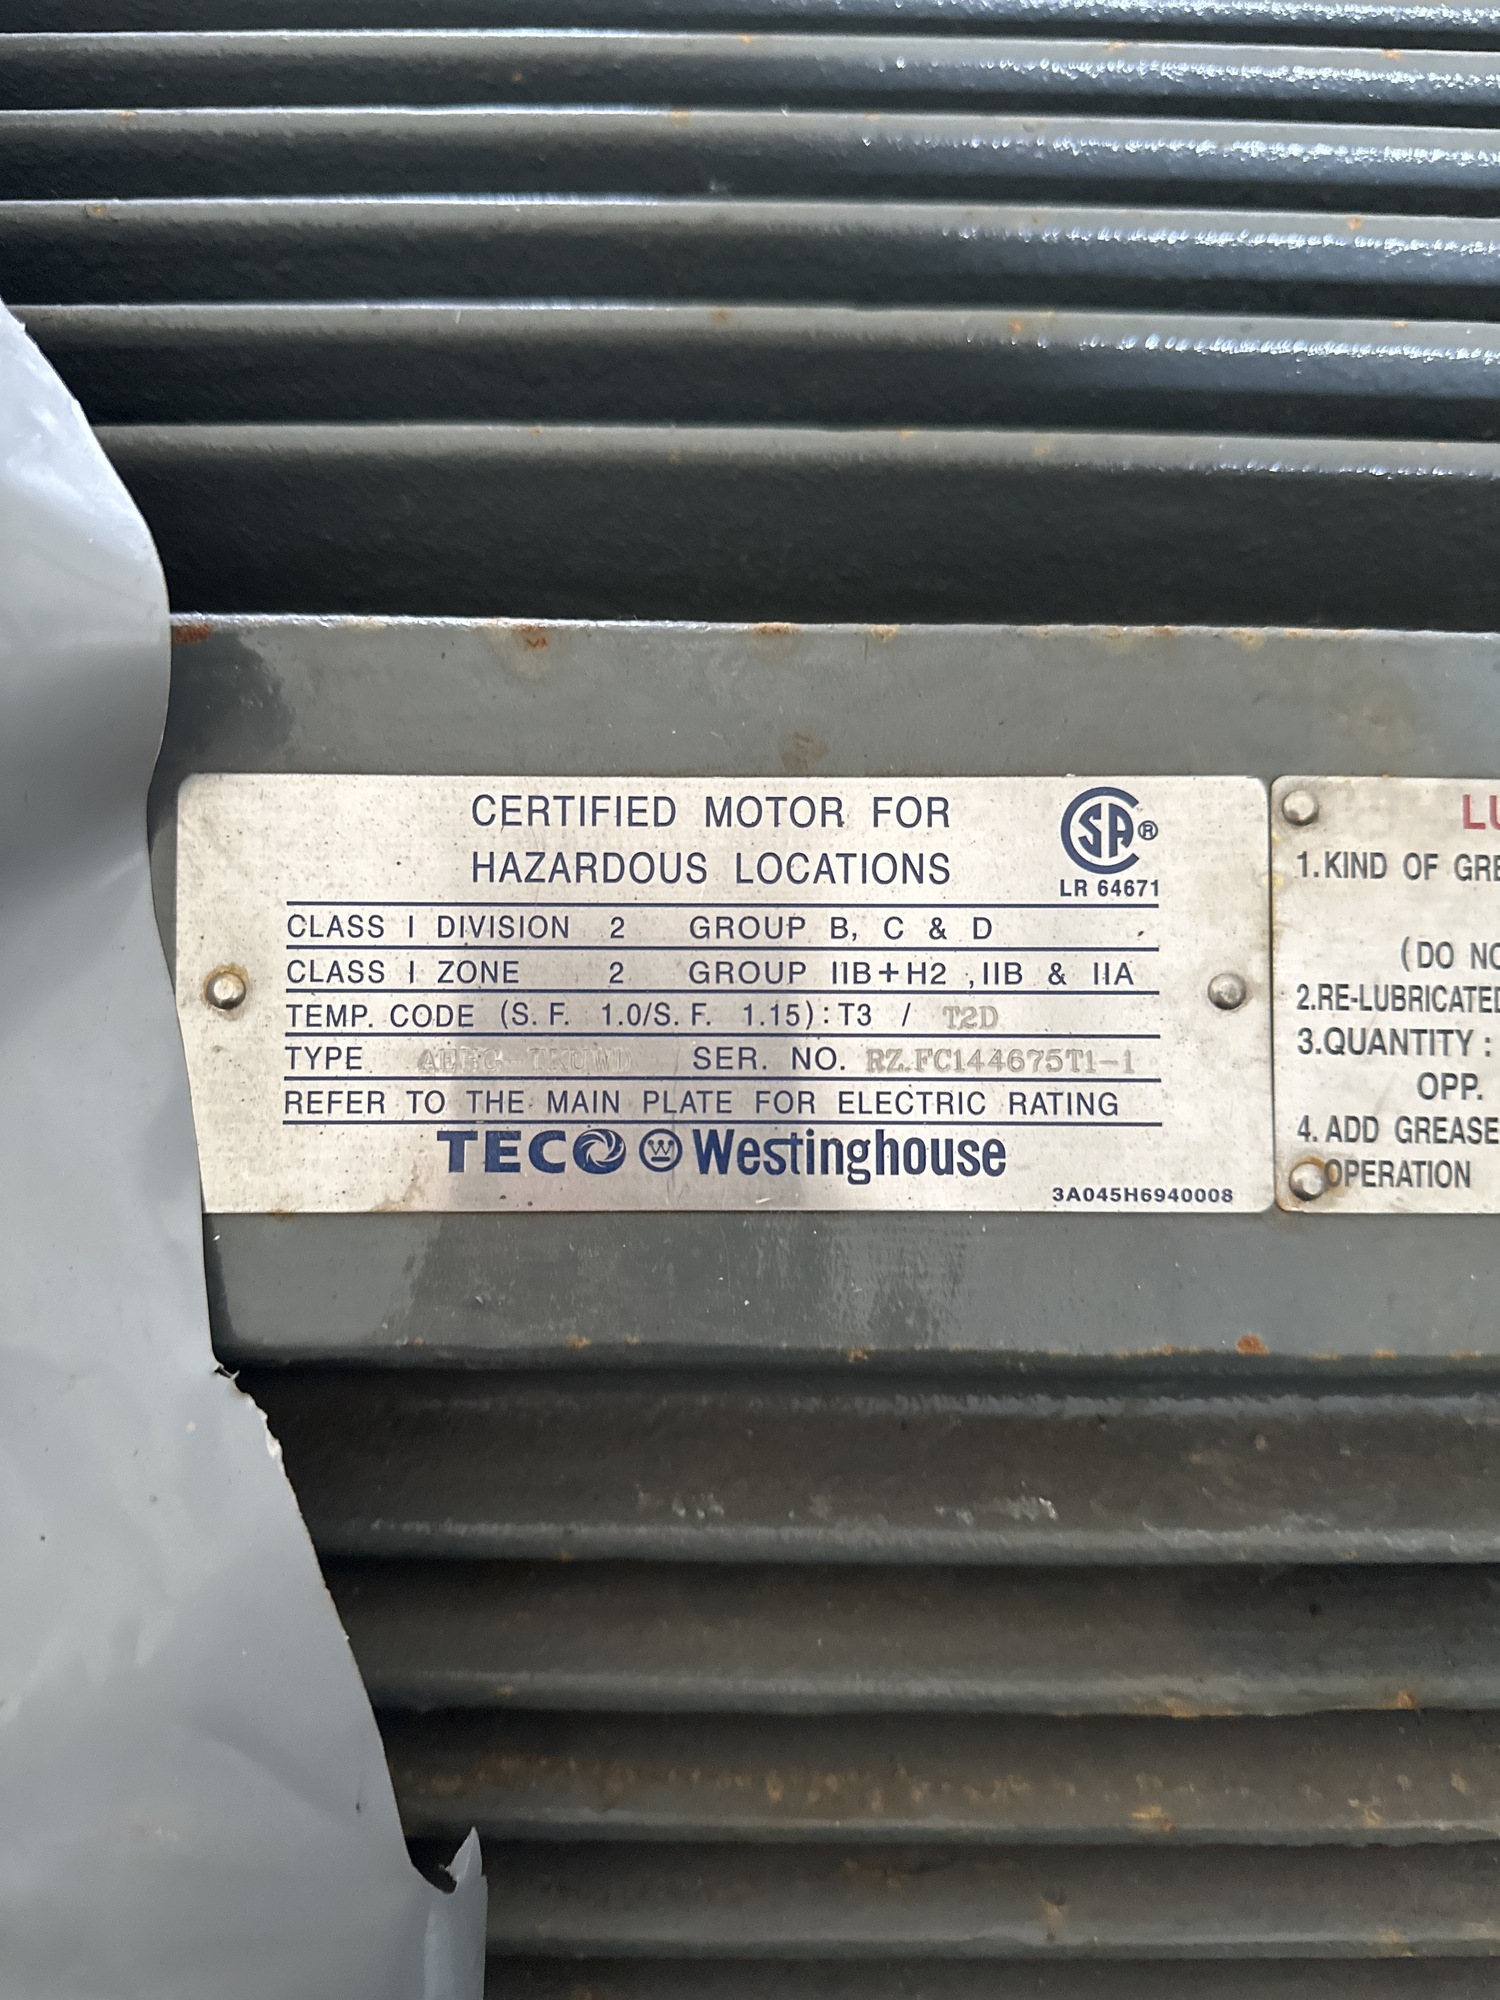 CERTIFIED MOTOR FOR
HAZARDOUS LOCATIONS
SA®
LR 64671
CLASS I DIVISION 2 GROUP B, C & D
CLASS I ZONE 2 GROUP IIB+H2 ,IIB & IIA
TEMP. CODE (S.F. 1.0/S.F. 1.15):T3 / T2D
TYPE SER. NO. RZ.FC144675T1-1
REFER TO THE MAIN PLATE FOR ELECTRIC RATING
TECO W Westinghouse
3A045H6940008
LU
1.KIND OF GRE
(DO NO
2.RE-LUBRICATED
3.QUANTITY :
OPP.
4. ADD GREASE
OPERATION